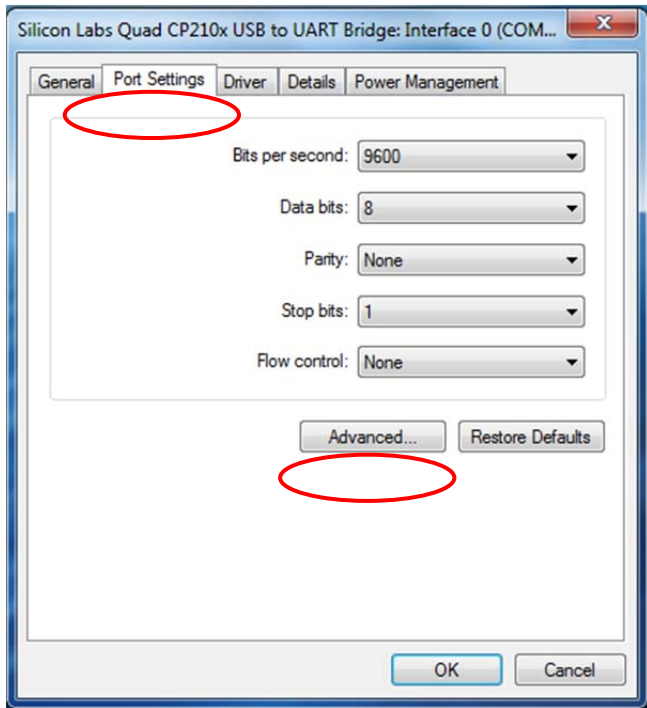 Silicon Labs Quad CP210x USB to UART Bridge: Interface 0 (COM...
General Port Settings Driver Details Power Management
Bits per second: 9600
Data bits: 8
Parity: None
Stop bits: 1
Flow control: None
Advanced... Restore Defaults
OK Cancel